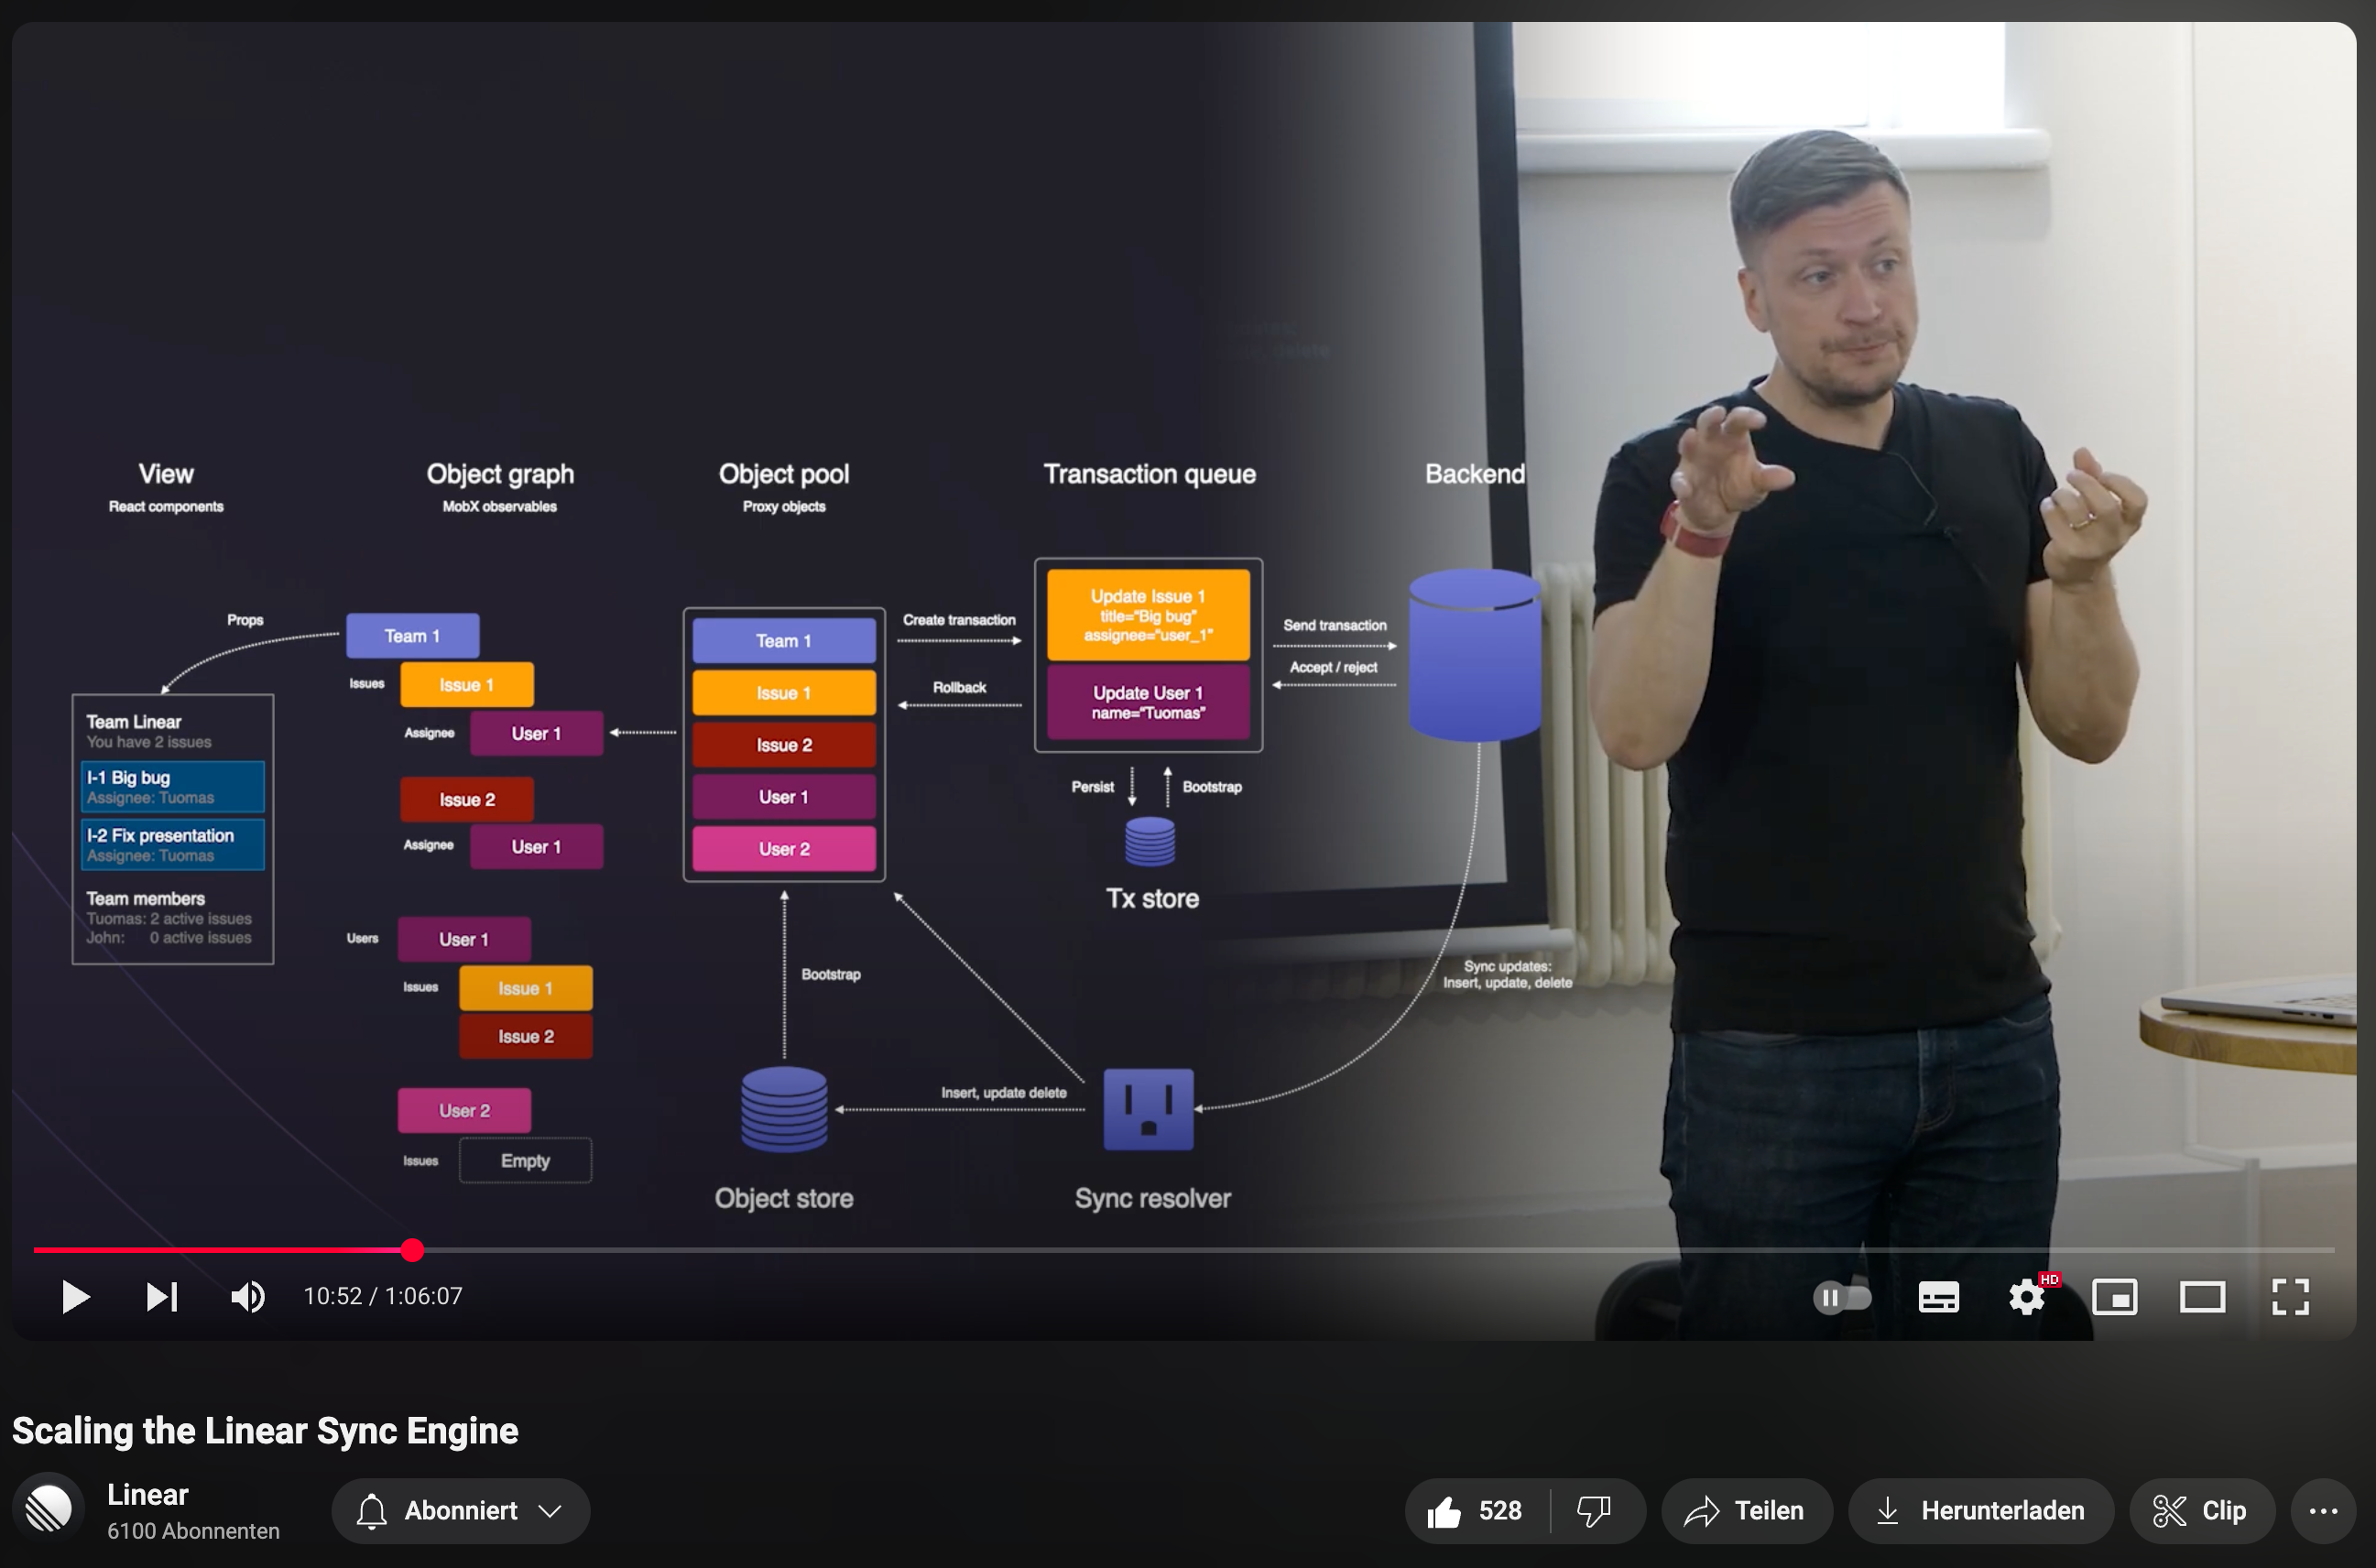 View
React components
Object graph
MobX observables
Object pool
Proxy objects
Transaction queue
Backend
Props
Team Linear
You have 2 issues
I-1 Big bug
Assignee: Tuomas
I-2 Fix presentation
Assignee: Tuomas
Team members
Tuomas: 2 active issues
John: 0 active issues
Team 1
Issues
Issue 1
Assignee
User 1
Issue 2
Assignee
User 1
Users
User 1
Issues
Issue 1
Issue 2
User 2
Issues
Empty
Team 1
Issue 1
Issue 2
User 1
User 2
Bootstrap
Object store
Create transaction
Rollback
Update Issue 1
title="Big bug"
assignee="user_1"
Update User 1
name="Tuomas"
Persist
Bootstrap
Tx store
Send transaction
Accept / reject
Sync updates:
Insert, update, delete
Insert, update delete
Sync resolver
10:52 / 1:06:07
HD
Scaling the Linear Sync Engine
Linear
6100 Abonnenten
Abonniert
528
Teilen
Herunterladen
Clip